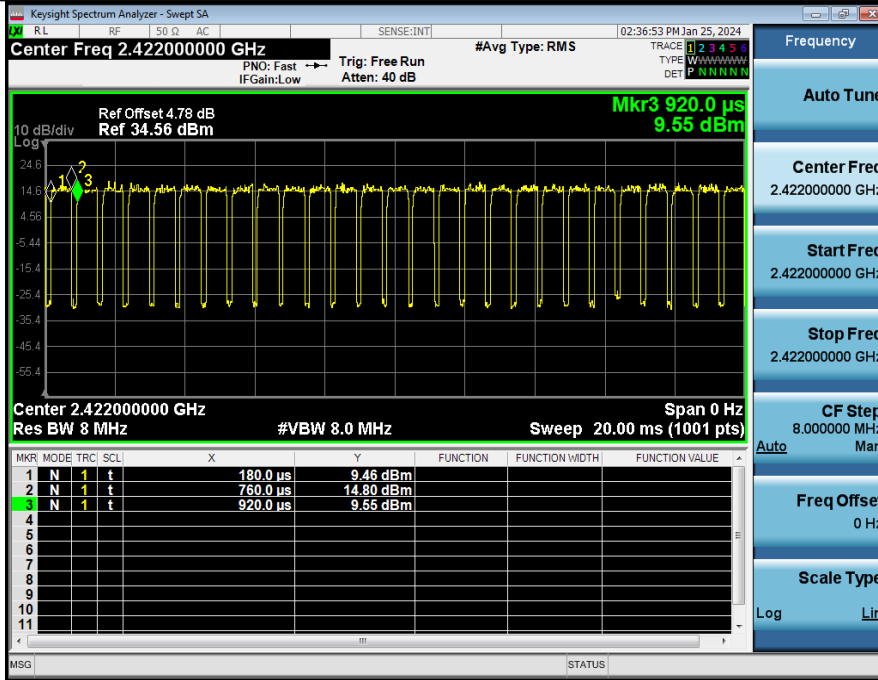 Keysight Spectrum Analyzer - Swept SA
LXI RL RF 50 Ω AC SENSE:INT 02:36:53 PM Jan 25, 2024
Center Freq 2.422000000 GHz #Avg Type: RMS TRACE 1 2 3 4 5 6
PNO: Fast Trig: Free Run TYPE WWWWWW
IFGain:Low Atten: 40 dB DET P N N N N N
Frequency
Mkr3 920.0 µs
9.55 dBm
Ref Offset 4.78 dB
10 dB/div Ref 34.56 dBm
Log
24.6
14.6
4.56
-5.44
-15.4
-25.4
-35.4
-45.4
-55.4
1
2
3
Center 2.422000000 GHz Span 0 Hz
Res BW 8 MHz #VBW 8.0 MHz Sweep 20.00 ms (1001 pts)
MKR MODE TRC SCL X Y FUNCTION FUNCTION WIDTH FUNCTION VALUE
1 N 1 t 180.0 µs 9.46 dBm
2 N 1 t 760.0 µs 14.80 dBm
3 N 1 t 920.0 µs 9.55 dBm
4
5
6
7
8
9
10
11
MSG STATUS
Auto Tune
Center Freq
2.422000000 GHz
Start Freq
2.422000000 GHz
Stop Freq
2.422000000 GHz
CF Step
8.000000 MHz
Auto Man
Freq Offset
0 Hz
Scale Type
Log Lin